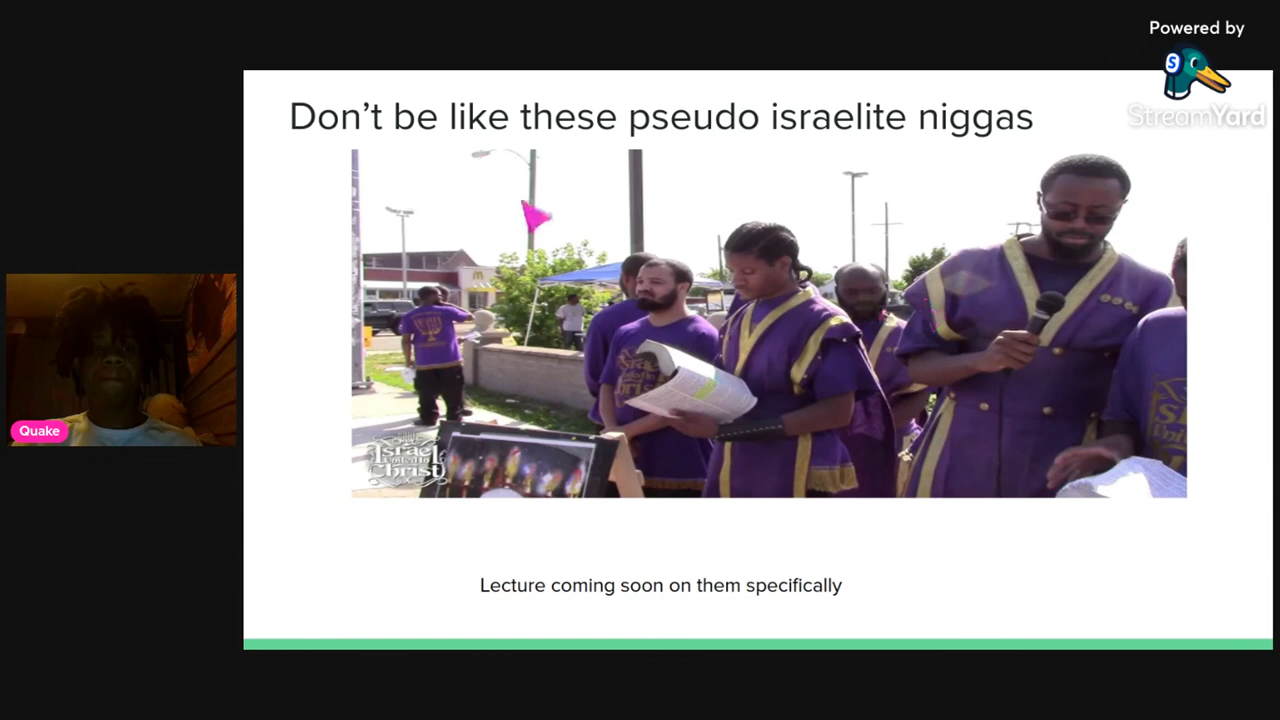 Powered by
StreamYard
Don't be like these pseudo israelite niggas
Israel
United in
Christ
Quake
Lecture coming soon on them specifically